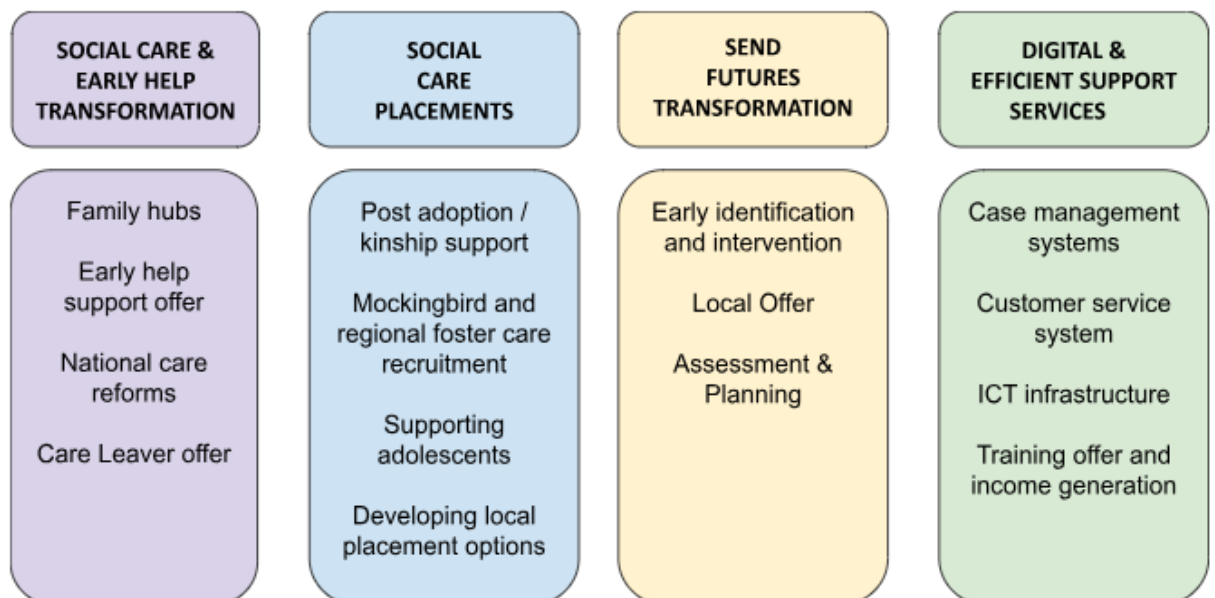 SOCIAL CARE &
EARLY HELP
TRANSFORMATION
Family hubs
Early help
support offer
National care
reforms
Care Leaver offer
SOCIAL
CARE
PLACEMENTS
Post adoption /
kinship support
Mockingbird and
regional foster care
recruitment
Supporting
adolescents
Developing local
placement options
SEND
FUTURES
TRANSFORMATION
Early identification
and intervention
Local Offer
Assessment &
Planning
DIGITAL &
EFFICIENT SUPPORT
SERVICES
Case management
systems
Customer service
system
ICT infrastructure
Training offer and
income generation